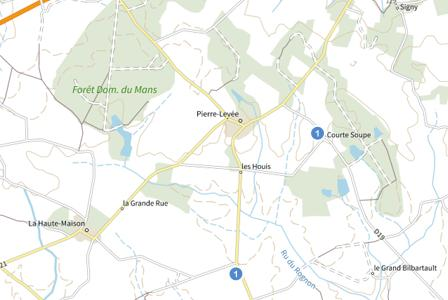 Signy
Forêt Dom. du Mans
Pierre-Levée
1
Courte Soupe
les Houis
la Grande Rue
La Haute-Maison
D19
21
Ru du Rognon
le Grand Bilbartault
1